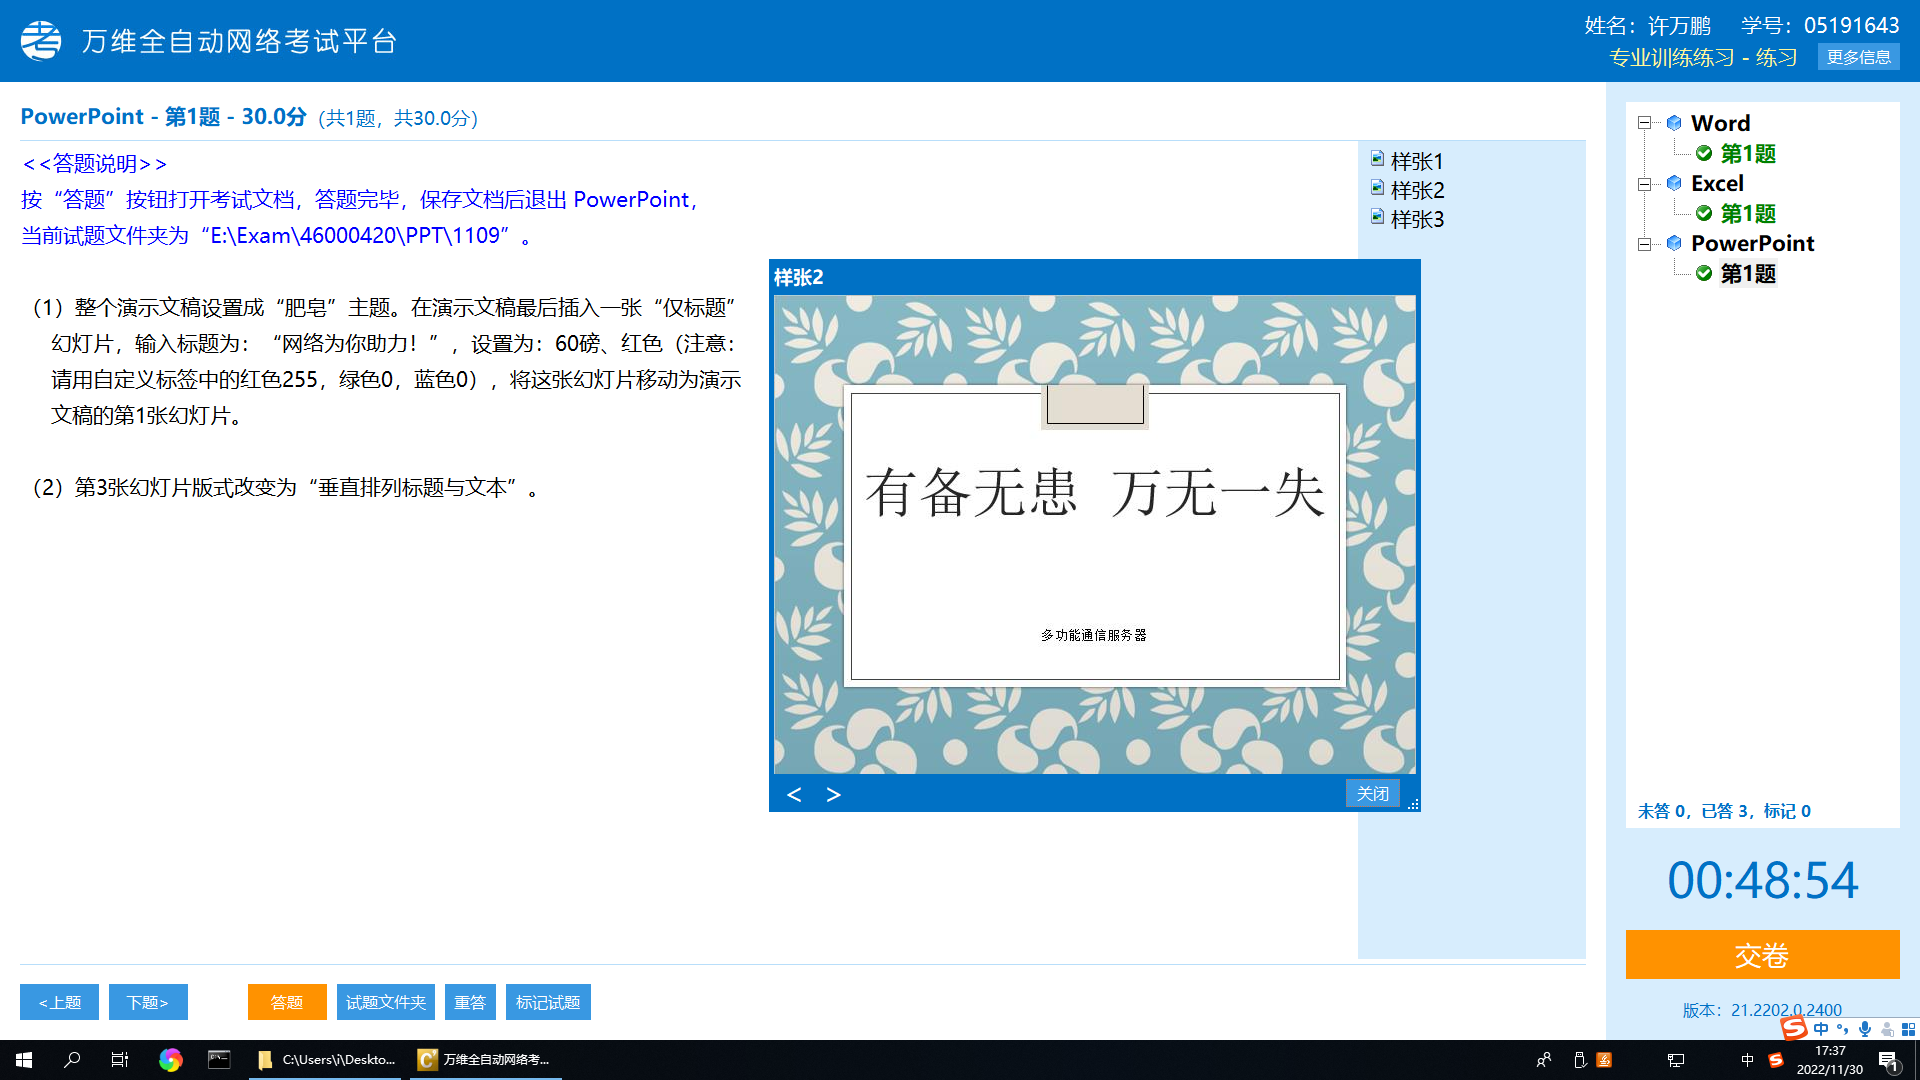 万维全自动网络考试平台
姓名：许万鹏 学号：05191643
专业训练练习 - 练习 更多信息
PowerPoint - 第1题 - 30.0分 (共1题，共30.0分)
<<答题说明>>
按“答题”按钮打开考试文档，答题完毕，保存文档后退出 PowerPoint，
当前试题文件夹为“E:\Exam\46000420\PPT\1109”。
（1）整个演示文稿设置成“肥皂”主题。在演示文稿最后插入一张“仅标题”
幻灯片，输入标题为：“网络为你助力！”，设置为：60磅、红色（注意：
请用自定义标签中的红色255，绿色0，蓝色0），将这张幻灯片移动为演示
文稿的第1张幻灯片。
（2）第3张幻灯片版式改变为“垂直排列标题与文本”。
样张1
样张2
样张3
样张2
有备无患 万无一失
多功能通信服务器
< >
关闭
Word
第1题
Excel
第1题
PowerPoint
第1题
未答 0，已答 3，标记 0
00:48:54
交卷
版本：21.2202.0.2400
<上题
下题>
答题
试题文件夹
重答
标记试题
中
C:\Users\i\Deskto...
万维全自动网络考...
中
17:37
2022/11/30
1